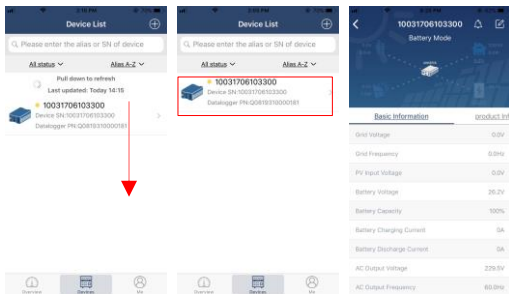 Device List
Please enter the alias or SN of device
All status
Alias A-Z
Pull down to refresh
Last updated: Today 14:15
10031706103300
Device SN:10031706103300
Datalogger PN:Q0819310000161
Overview
Devices
Me
Device List
Please enter the alias or SN of device
All status
Alias A-Z
10031706103300
Device SN:10031706103300
Datalogger PN:Q0819310000161
Overview
Devices
Me
10031706103300
Battery Mode
Basic Information
product inf
Grid Voltage
0.0V
Grid Frequency
0.0Hz
PV Input Voltage
0.0V
Battery Voltage
26.2V
Battery Capacity
100%
Battery Charging Current
0A
Battery Discharge Current
0A
AC Output Voltage
229.5V
AC Output Frequency
60.0Hz